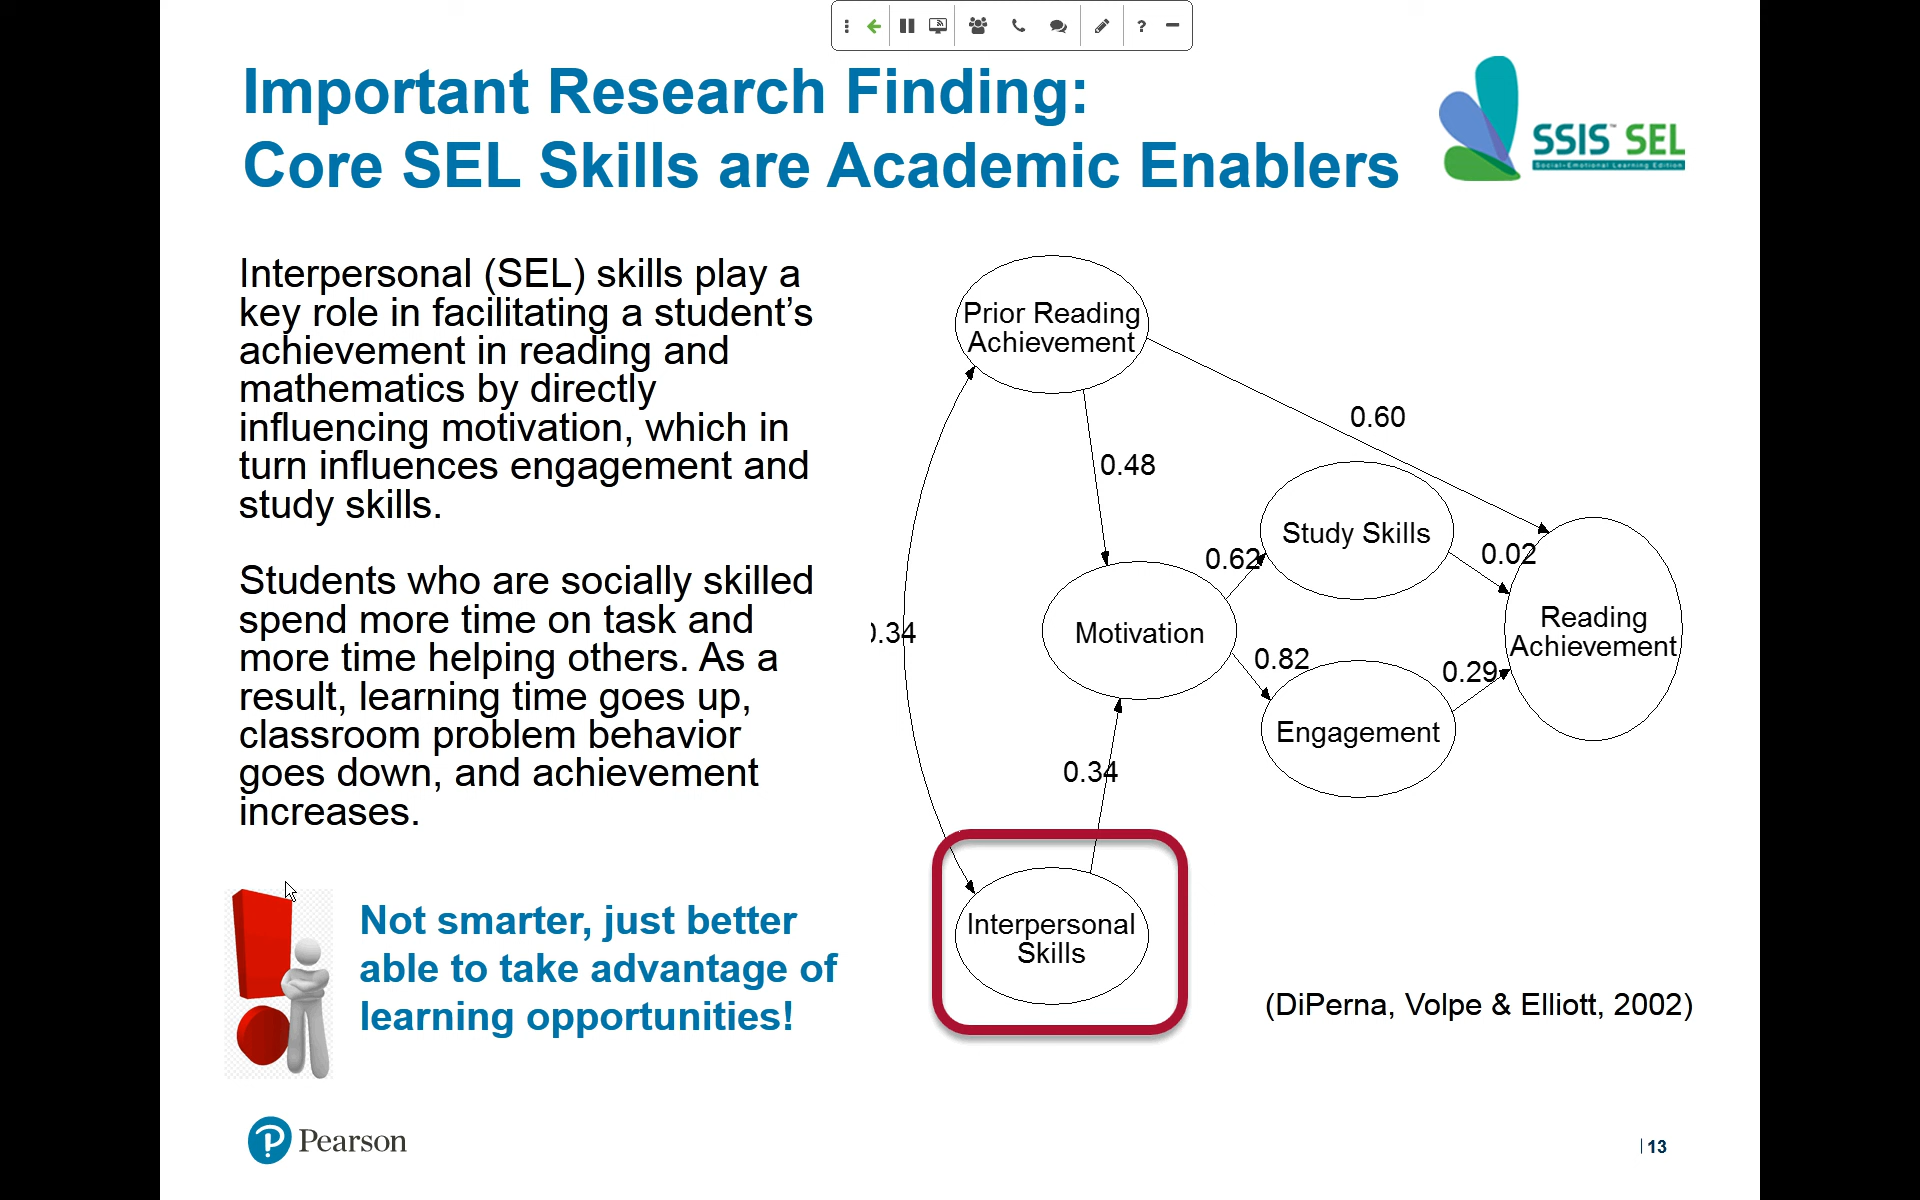 Important Research Finding:
Core SEL Skills are Academic Enablers
SSIS™ SEL
Social-Emotional Learning Edition
Interpersonal (SEL) skills play a
key role in facilitating a student’s
achievement in reading and
mathematics by directly
influencing motivation, which in
turn influences engagement and
study skills.
Students who are socially skilled
spend more time on task and
more time helping others. As a
result, learning time goes up,
classroom problem behavior
goes down, and achievement
increases.
Not smarter, just better
able to take advantage of
learning opportunities!
Prior Reading
Achievement
0.60
0.48
Study Skills
0.62
0.02
0.34
Motivation
Reading
Achievement
0.82
0.29
Engagement
0.34
Interpersonal
Skills
(DiPerna, Volpe & Elliott, 2002)
Pearson
| 13